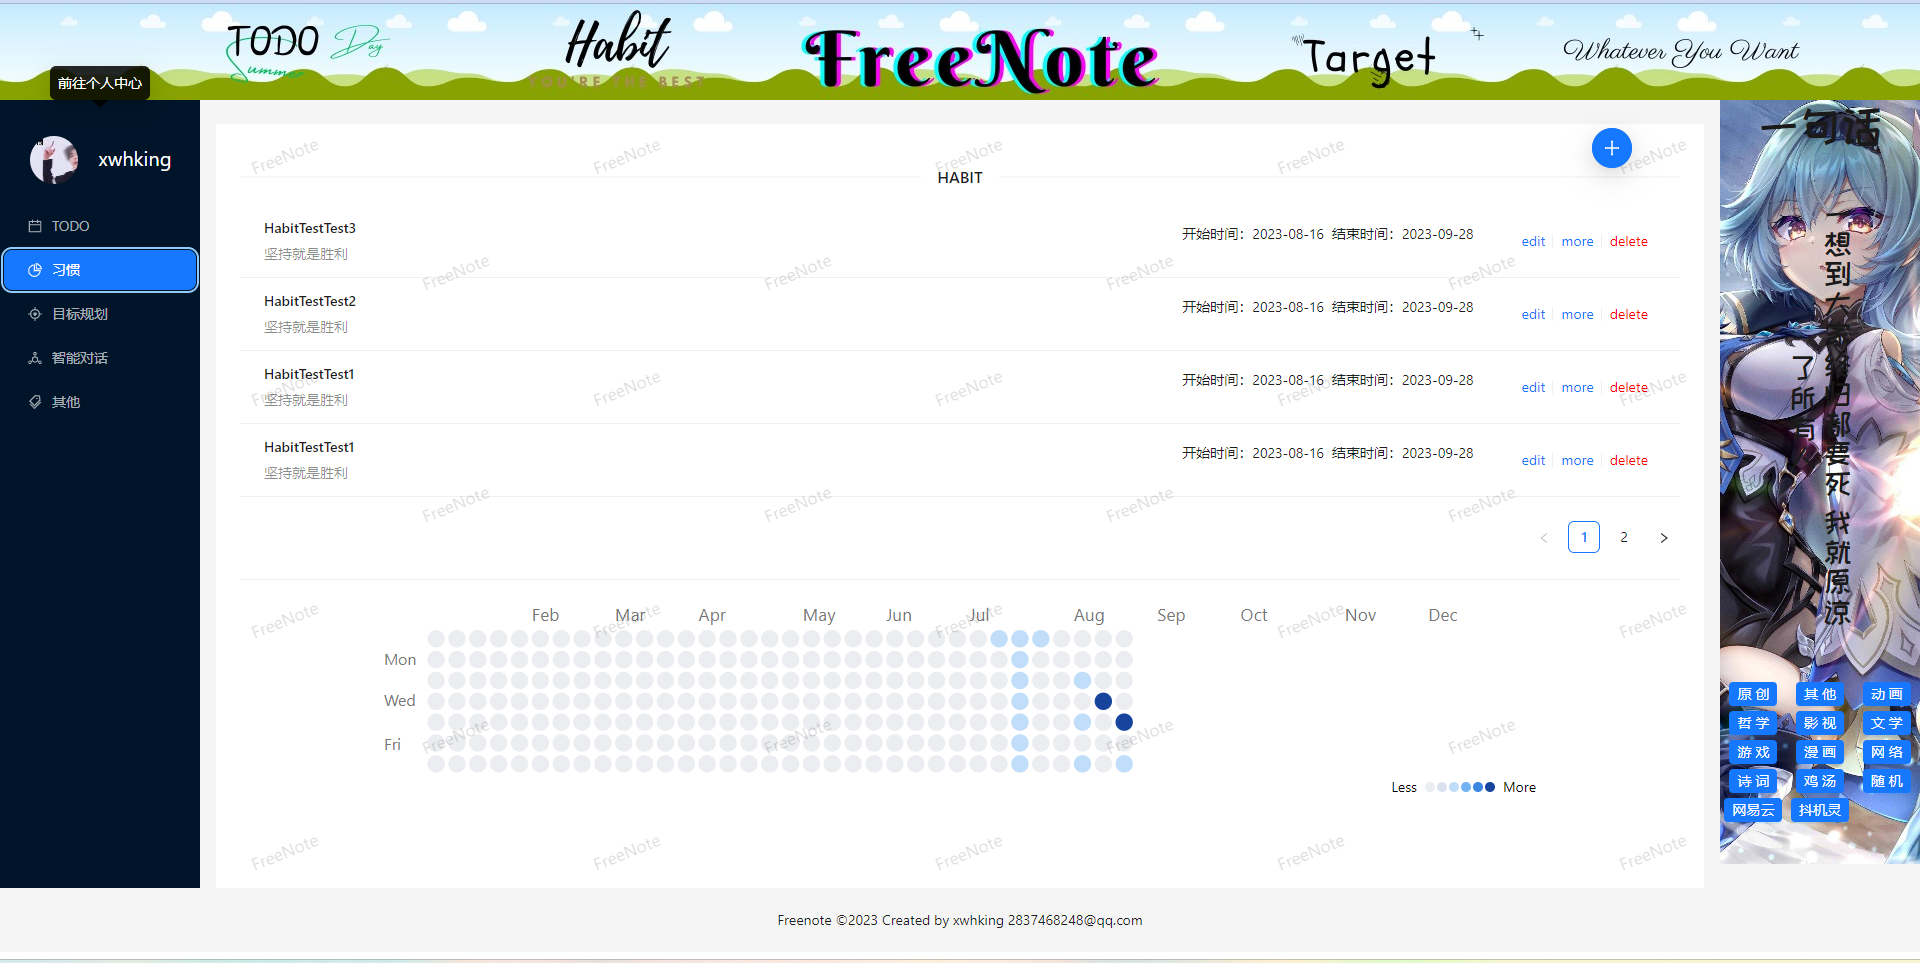 TODO Day
Summer
Habit
YOU'RE THE BEST
FreeNote
Target
Whatever You Want
前往个人中心
xwhking
TODO
习惯
目标规划
智能对话
其他
HABIT
HabitTestTest3
坚持就是胜利
开始时间：2023-08-16 结束时间：2023-09-28
edit more delete
HabitTestTest2
坚持就是胜利
开始时间：2023-08-16 结束时间：2023-09-28
edit more delete
HabitTestTest1
坚持就是胜利
开始时间：2023-08-16 结束时间：2023-09-28
edit more delete
HabitTestTest1
坚持就是胜利
开始时间：2023-08-16 结束时间：2023-09-28
edit more delete
< 1 2 >
Feb Mar Apr May Jun Jul Aug Sep Oct Nov Dec
Mon
Wed
Fri
Less More
一句话
一想到大家终归都要死 我就原凉
了所有人
原创 其他 动画
哲学 影视 文学
游戏 漫画 网络
诗词 鸡汤 随机
网易云 抖机灵
FreeNote
Freenote ©2023 Created by xwhking 2837468248@qq.com